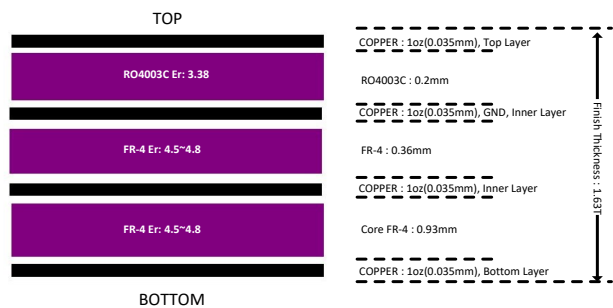 TOP
COPPER : 1oz(0.035mm), Top Layer
RO4003C Er: 3.38
RO4003C : 0.2mm
COPPER : 1oz(0.035mm), GND, Inner Layer
FR-4 Er: 4.5~4.8
FR-4 : 0.36mm
COPPER : 1oz(0.035mm), Inner Layer
FR-4 Er: 4.5~4.8
Core FR-4 : 0.93mm
COPPER : 1oz(0.035mm), Bottom Layer
BOTTOM
Finish Thickness : 1.63T